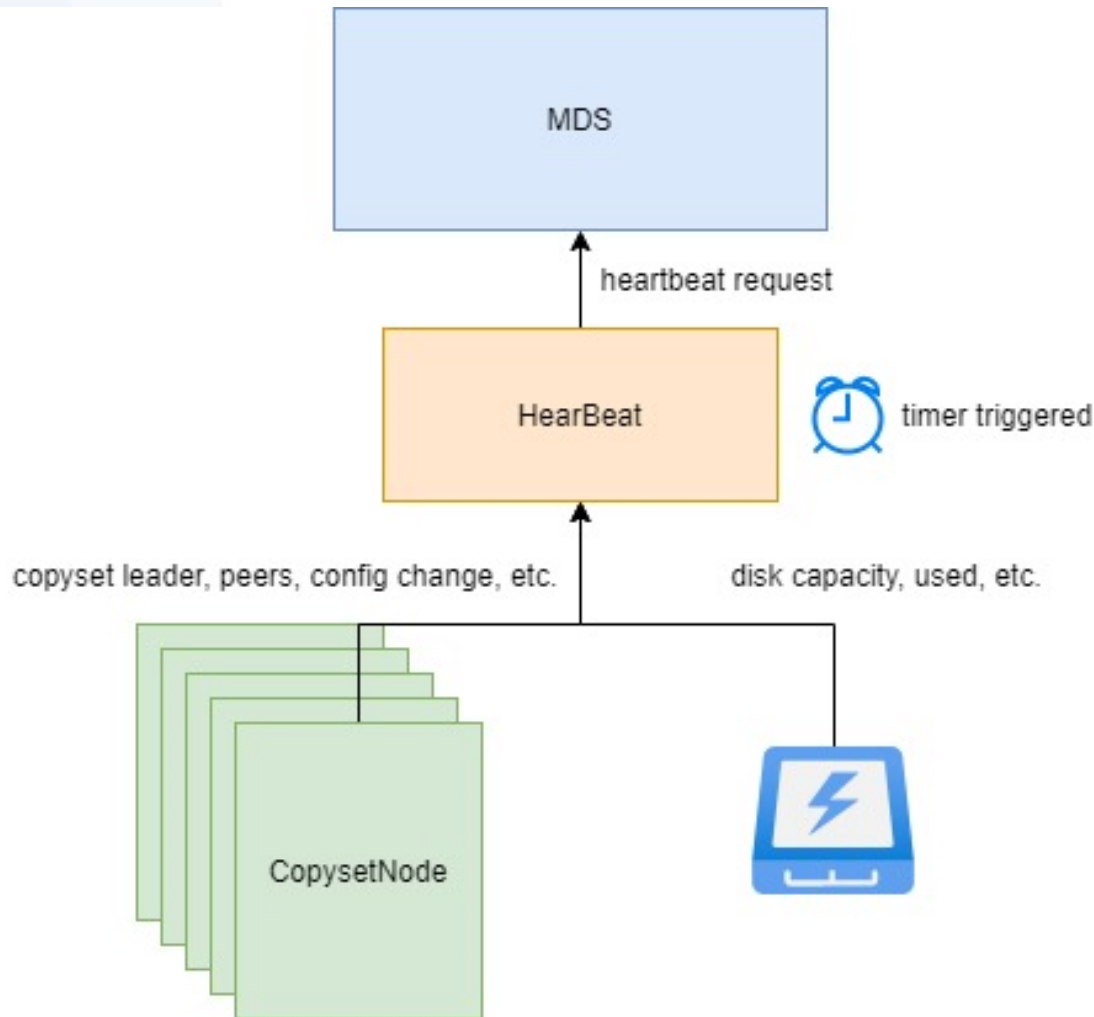 MDS
heartbeat request
HearBeat
timer triggered
copyset leader, peers, config change, etc.
disk capacity, used, etc.
CopysetNode